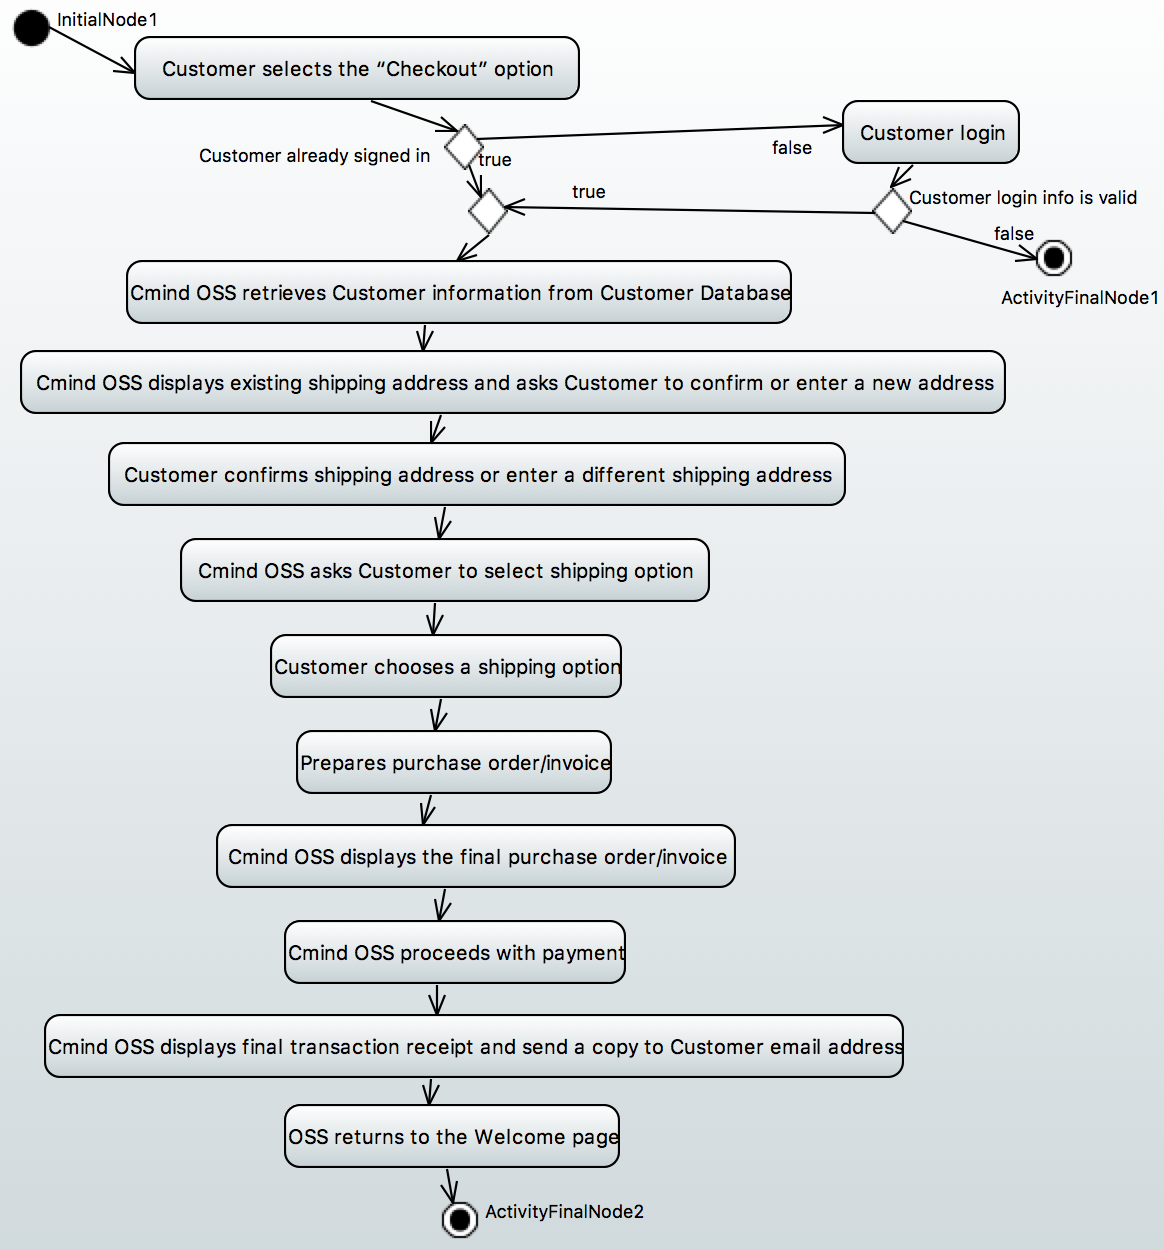 InitialNode1
Customer selects the “Checkout” option
Customer already signed in
true
false
Customer login
true
Customer login info is valid
false
ActivityFinalNode1
Cmind OSS retrieves Customer information from Customer Database
Cmind OSS displays existing shipping address and asks Customer to confirm or enter a new address
Customer confirms shipping address or enter a different shipping address
Cmind OSS asks Customer to select shipping option
Customer chooses a shipping option
Prepares purchase order/invoice
Cmind OSS displays the final purchase order/invoice
Cmind OSS proceeds with payment
Cmind OSS displays final transaction receipt and send a copy to Customer email address
OSS returns to the Welcome page
ActivityFinalNode2